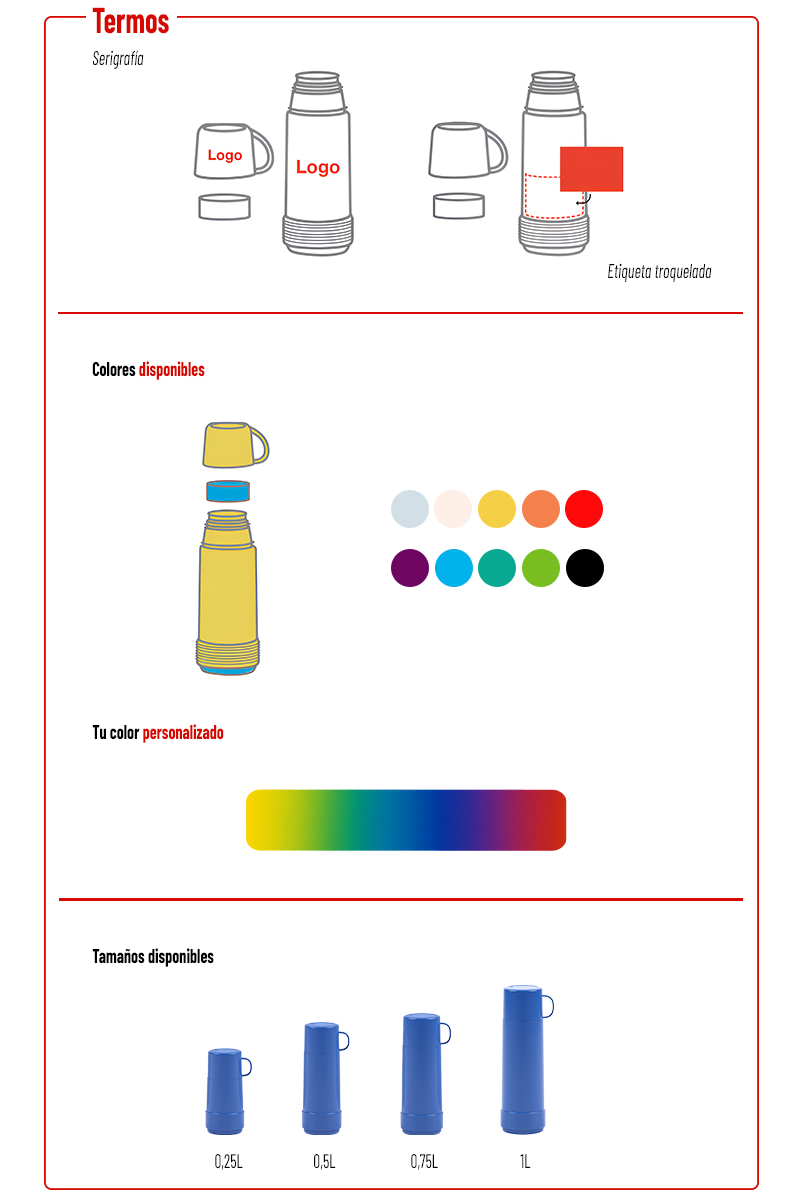 Termos
Serigrafía
Logo
Logo
Etiqueta troquelada
Colores disponibles
Tu color personalizado
Tamaños disponibles
0,25L
0,5L
0,75L
1L